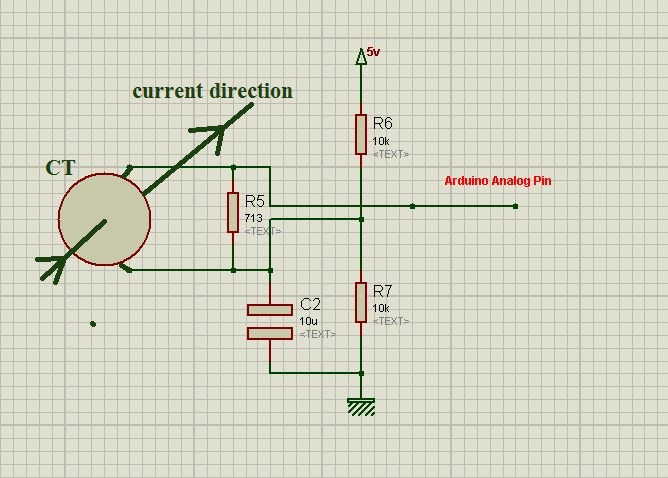 5v
current direction
R6
10k
<TEXT>
CT
Arduino Analog Pin
R5
713
<TEXT>
R7
10k
<TEXT>
C2
10u
<TEXT>